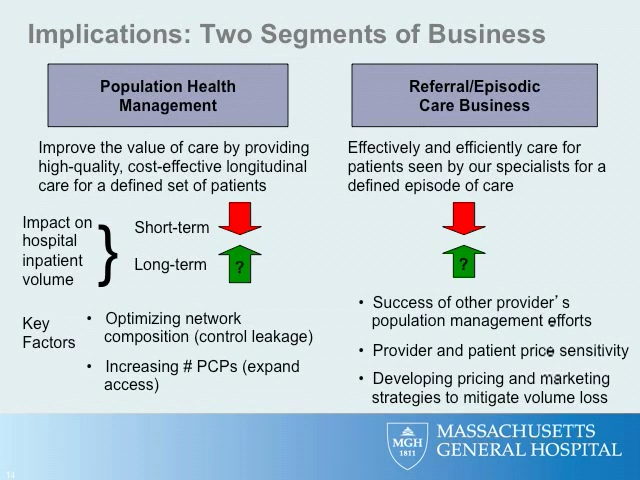 Implications: Two Segments of Business
Population Health
Management
Referral/Episodic
Care Business
Improve the value of care by providing
high-quality, cost-effective longitudinal
care for a defined set of patients
Effectively and efficiently care for
patients seen by our specialists for a
defined episode of care
Impact on
hospital
inpatient
volume
}
Short-term
Long-term
?
?
Key
Factors
• Optimizing network
composition (control leakage)
• Increasing # PCPs (expand
access)
• Success of other provider's
population management efforts
• Provider and patient price sensitivity
• Developing pricing and marketing
strategies to mitigate volume loss
MGH
1811
MASSACHUSETTS
GENERAL HOSPITAL
14